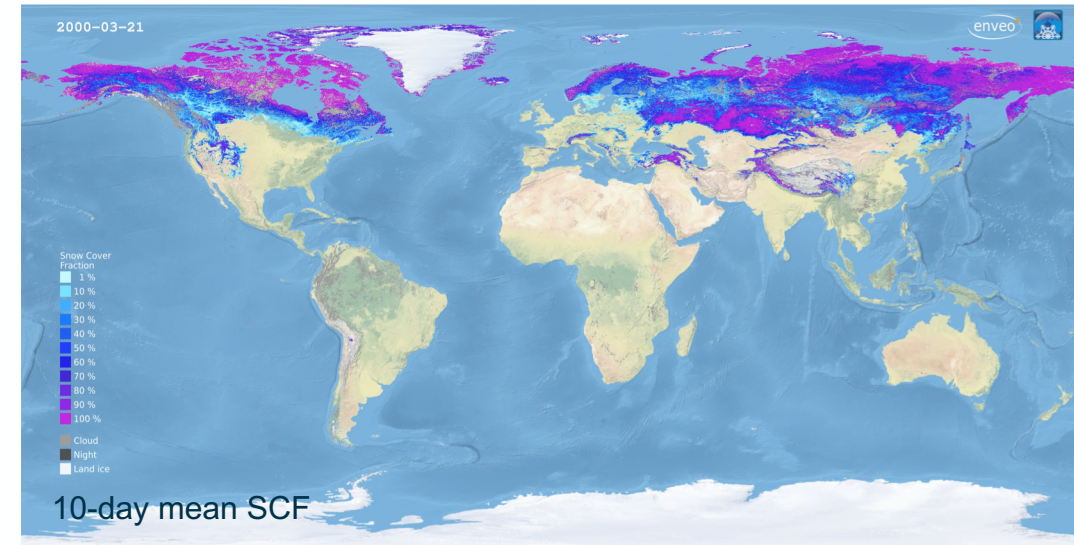 2000-03-21
enveo
Snow Cover
Fraction
1 %
10 %
20 %
30 %
40 %
50 %
60 %
70 %
80 %
90 %
100 %
Cloud
Night
Land ice
10-day mean SCF